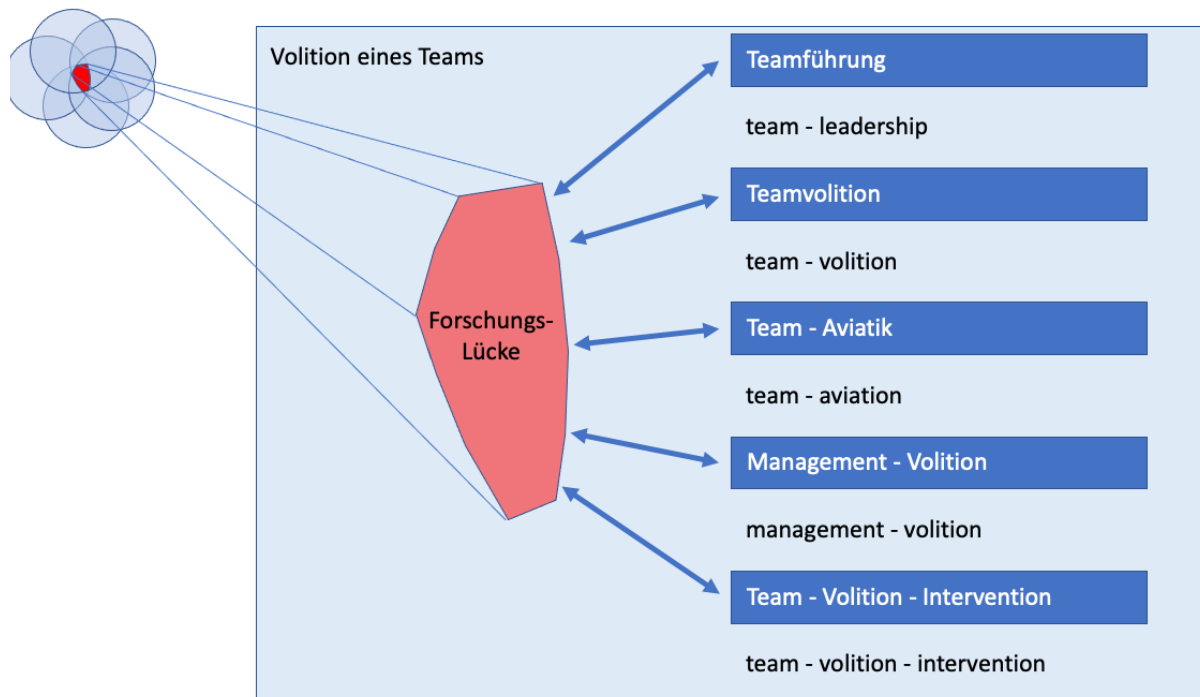 Volition eines Teams
Teamführung
team - leadership
Teamvolition
team - volition
Forschungs-
Lücke
Team - Aviatik
team - aviation
Management - Volition
management - volition
Team - Volition - Intervention
team - volition - intervention